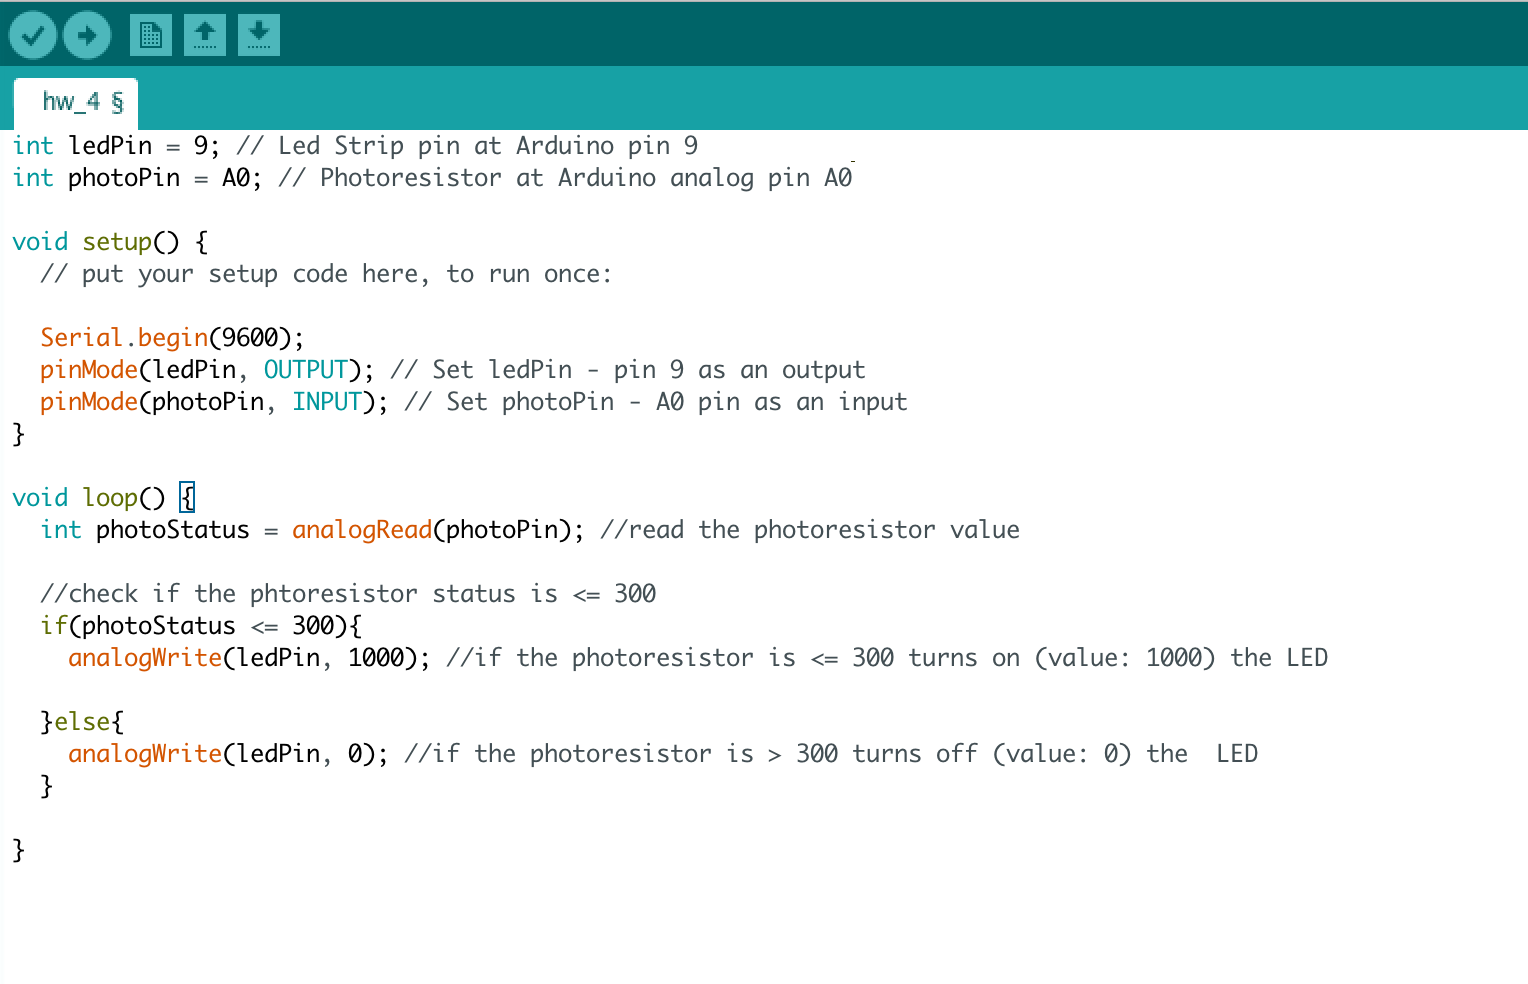 hw_4 §
int ledPin = 9; // Led Strip pin at Arduino pin 9
int photoPin = A0; // Photoresistor at Arduino analog pin A0
void setup() {
// put your setup code here, to run once:
Serial.begin(9600);
pinMode(ledPin, OUTPUT); // Set ledPin - pin 9 as an output
pinMode(photoPin, INPUT); // Set photoPin - A0 pin as an input
}
void loop() {
int photoStatus = analogRead(photoPin); //read the photoresistor value
//check if the phtoresistor status is <= 300
if(photoStatus <= 300){
analogWrite(ledPin, 1000); //if the photoresistor is <= 300 turns on (value: 1000) the LED
}else{
analogWrite(ledPin, 0); //if the photoresistor is > 300 turns off (value: 0) the  LED
}
}